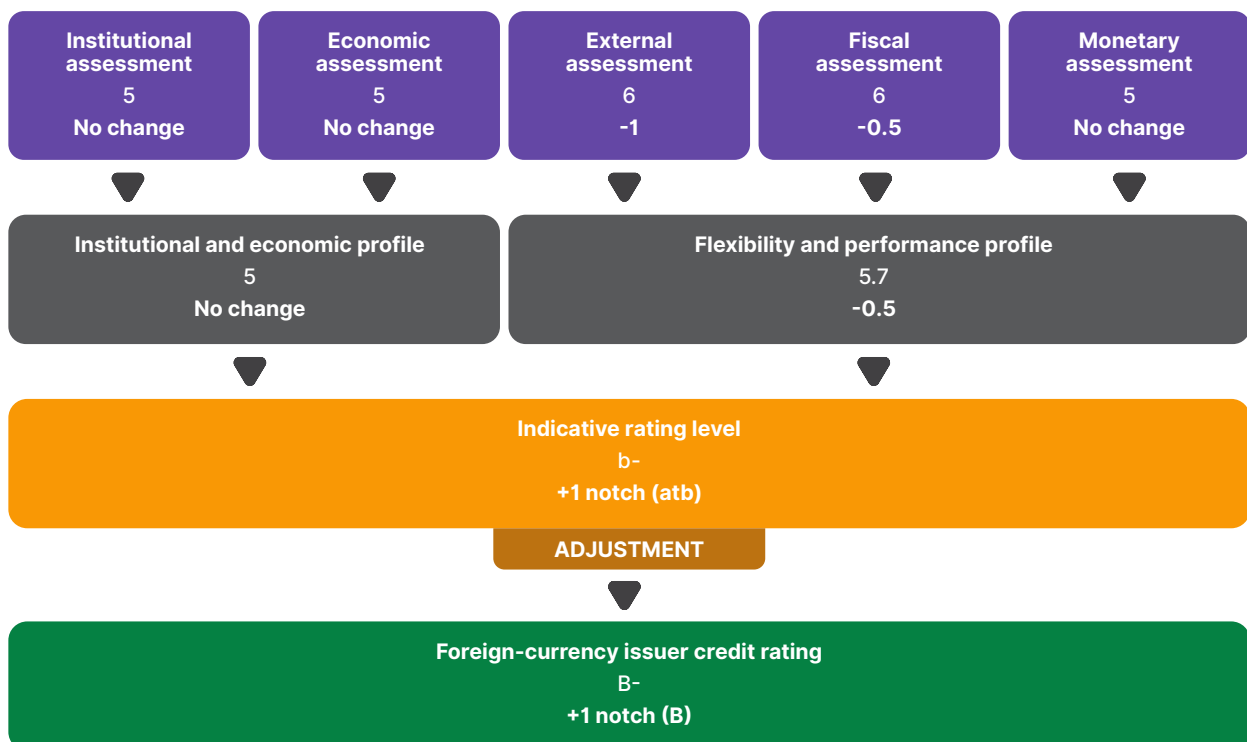 Institutional
assessment
5
No change
Economic
assessment
5
No change
External
assessment
6
-1
Fiscal
assessment
6
-0.5
Monetary
assessment
5
No change
Institutional and economic profile
5
No change
Flexibility and performance profile
5.7
-0.5
Indicative rating level
b-
+1 notch (atb)
ADJUSTMENT
Foreign-currency issuer credit rating
B-
+1 notch (B)